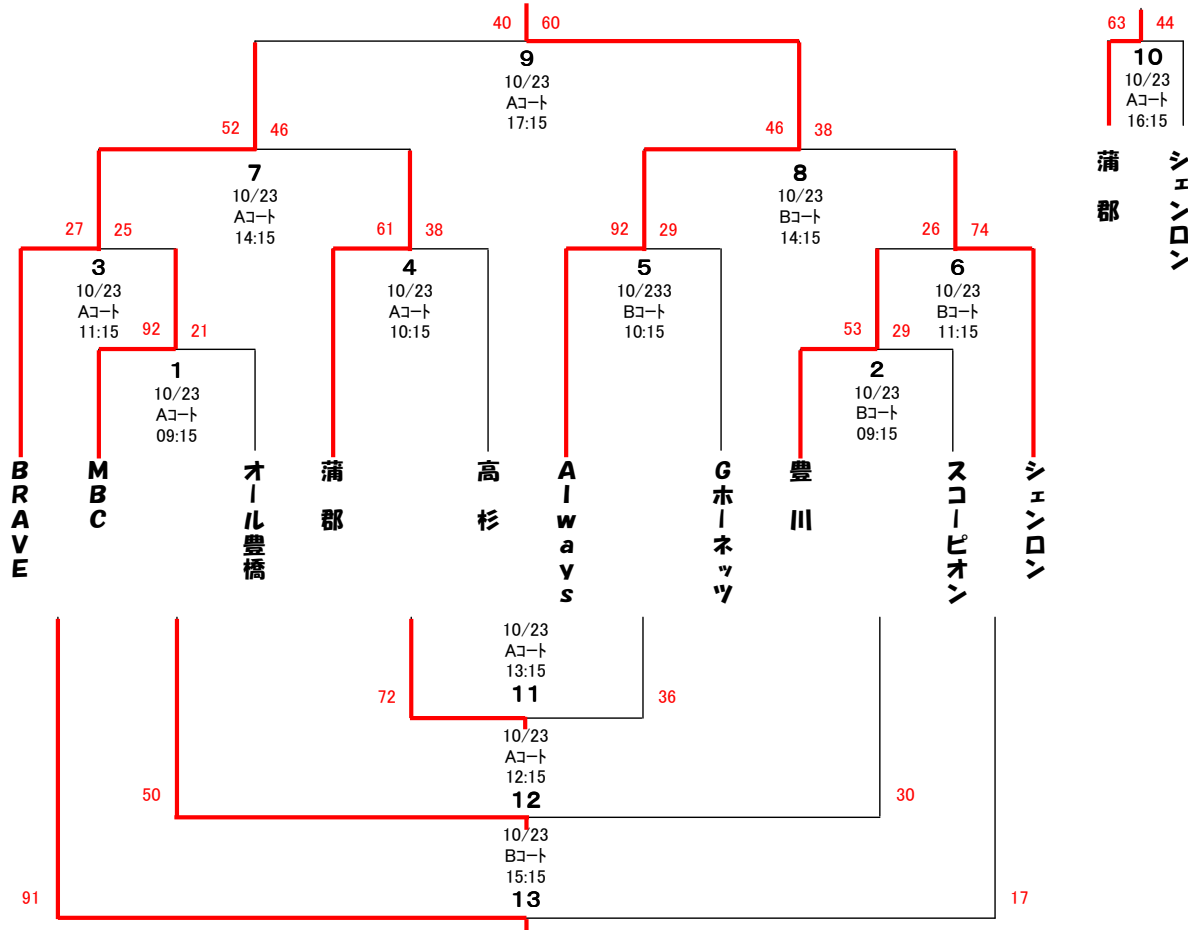 40 60
9
10/23
Aコート
17:15
63 44
10
10/23
Aコート
16:15
蒲郡
シェンロン
52 46
7
10/23
Aコート
14:15
46 38
8
10/23
Bコート
14:15
27 25
3
10/23
Aコート
11:15
61 38
4
10/23
Aコート
10:15
92 29
5
10/233
Bコート
10:15
26 74
6
10/23
Bコート
11:15
92 21
1
10/23
Aコート
09:15
53 29
2
10/23
Bコート
09:15
BRAVE
MBC
オール豊橋
蒲郡
高杉
Always
Gホーネッツ
豊川
スコーピオン
シェンロン
10/23
Aコート
13:15
72 11 36
10/23
Aコート
12:15
50 12 30
10/23
Bコート
15:15
91 13 17